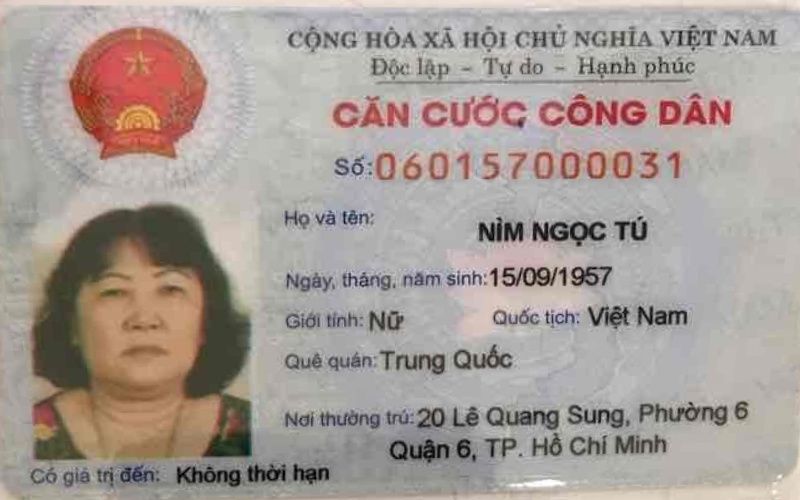 CỘNG HÒA XÃ HỘI CHỦ NGHĨA VIỆT NAM
Độc lập - Tự do - Hạnh phúc
CĂN CƯỚC CÔNG DÂN
Số: 060157000031
Họ và tên: NÌM NGỌC TÚ
Ngày, tháng, năm sinh: 15/09/1957
Giới tính: Nữ Quốc tịch: Việt Nam
Quê quán: Trung Quốc
Nơi thường trú: 20 Lê Quang Sung, Phường 6
Quận 6, TP. Hồ Chí Minh
Có giá trị đến: Không thời hạn